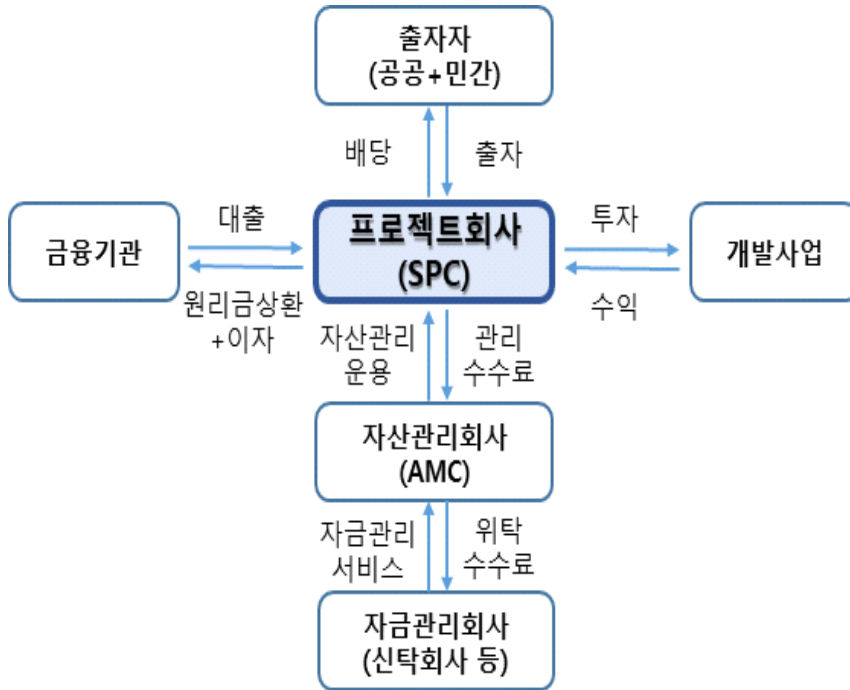 출자자
(공공+민간)
배당
출자
금융기관
대출
원리금상환
+이자
프로젝트회사
(SPC)
투자
수익
개발사업
자산관리
운용
관리
수수료
자산관리회사
(AMC)
자금관리
서비스
위탁
수수료
자금관리회사
(신탁회사 등)